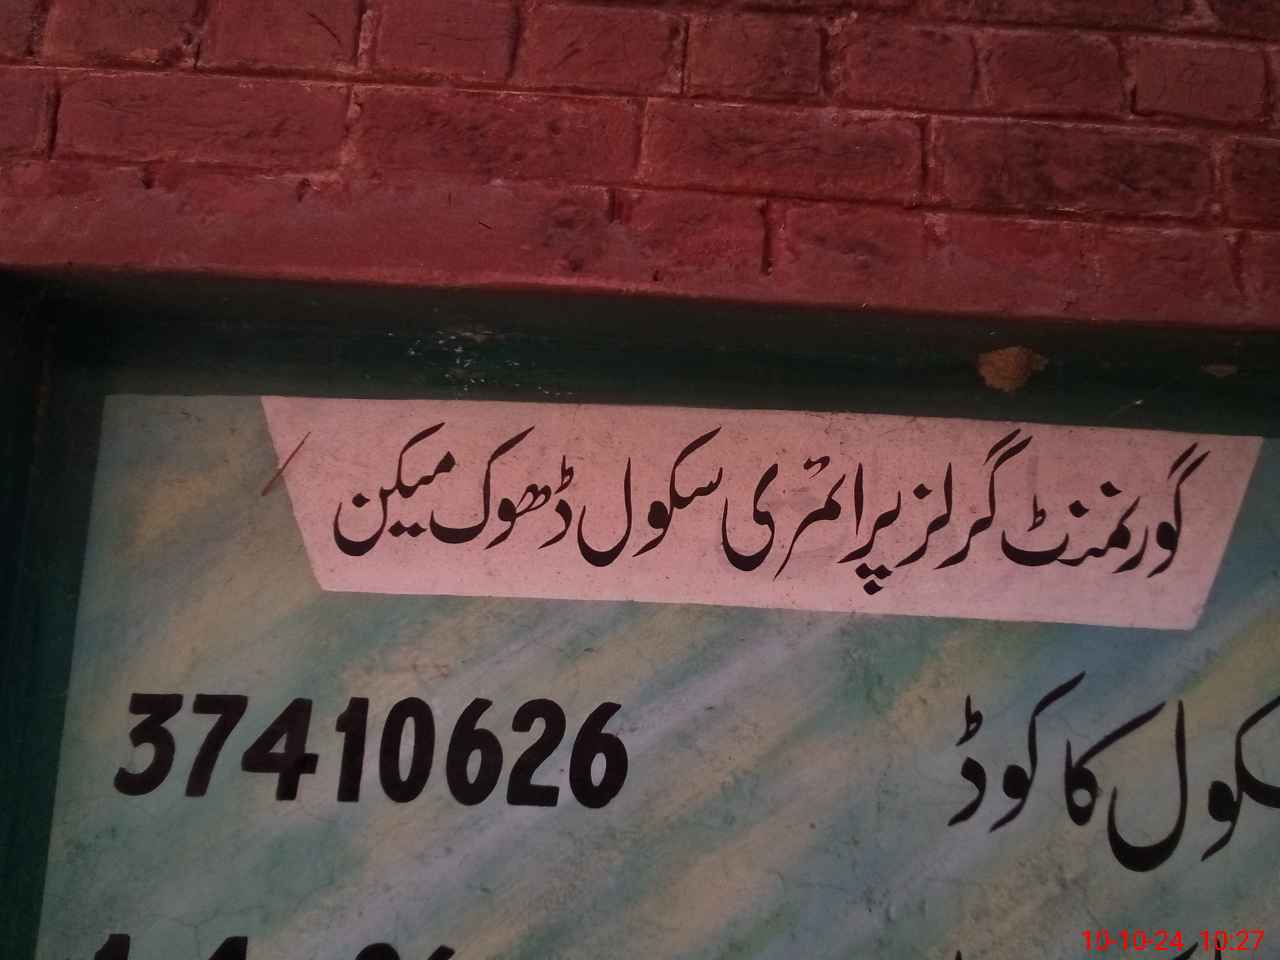 گورنمنٹ گرلز پرائمری سکول ڈھوک میکن
سکول کا کوڈ 37410626
10-10-24 10:27